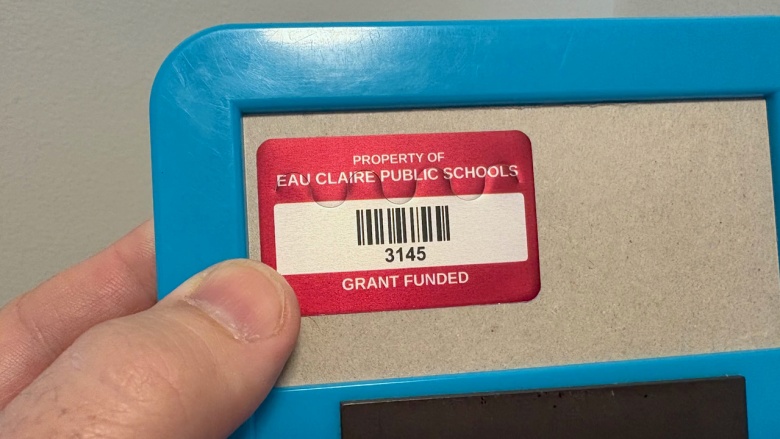 PROPERTY OF
EAU CLAIRE PUBLIC SCHOOLS
3145
GRANT FUNDED